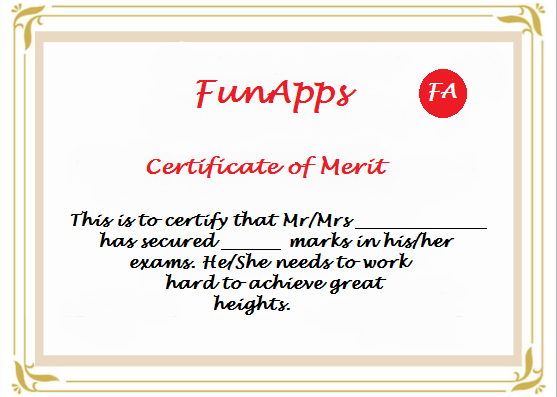 FunApps
FA
Certificate of Merit
This is to certify that Mr/Mrs _______________
has secured _______ marks in his/her
exams. He/She needs to work
hard to achieve great
heights.